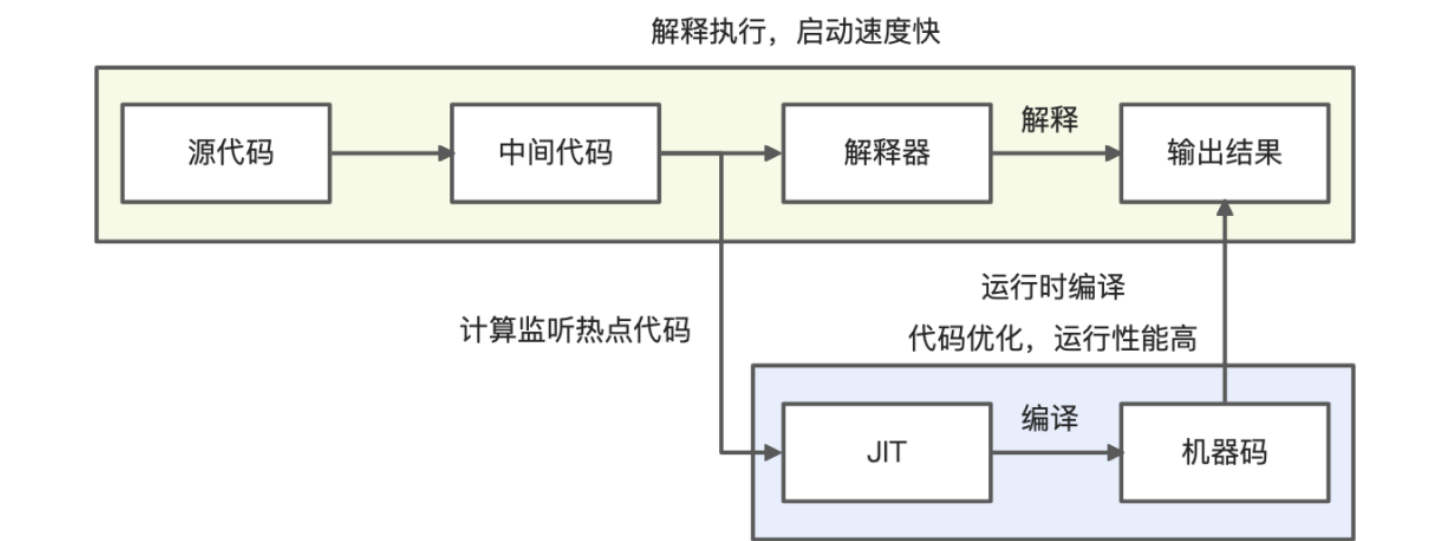 解释执行，启动速度快
源代码
中间代码
解释器
解释
输出结果
计算监听热点代码
运行时编译
代码优化，运行性能高
JIT
编译
机器码